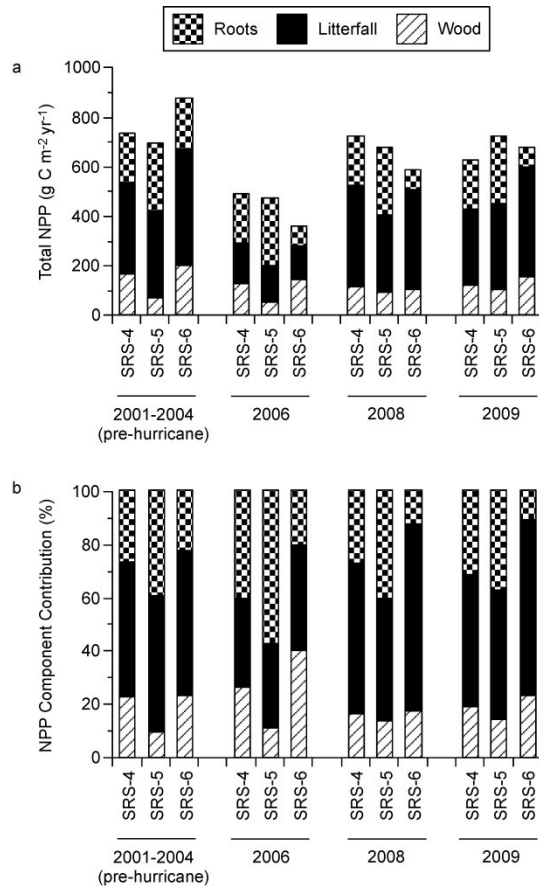 Roots Litterfall Wood
a
Total NPP (g C m-2 yr-1)
1000
800
600
400
200
0
SRS-4 SRS-5 SRS-6 SRS-4 SRS-5 SRS-6 SRS-4 SRS-5 SRS-6 SRS-4 SRS-5 SRS-6
2001-2004 2006 2008 2009
(pre-hurricane)
b
NPP Component Contribution (%)
100
80
60
40
20
0
SRS-4 SRS-5 SRS-6 SRS-4 SRS-5 SRS-6 SRS-4 SRS-5 SRS-6 SRS-4 SRS-5 SRS-6
2001-2004 2006 2008 2009
(pre-hurricane)